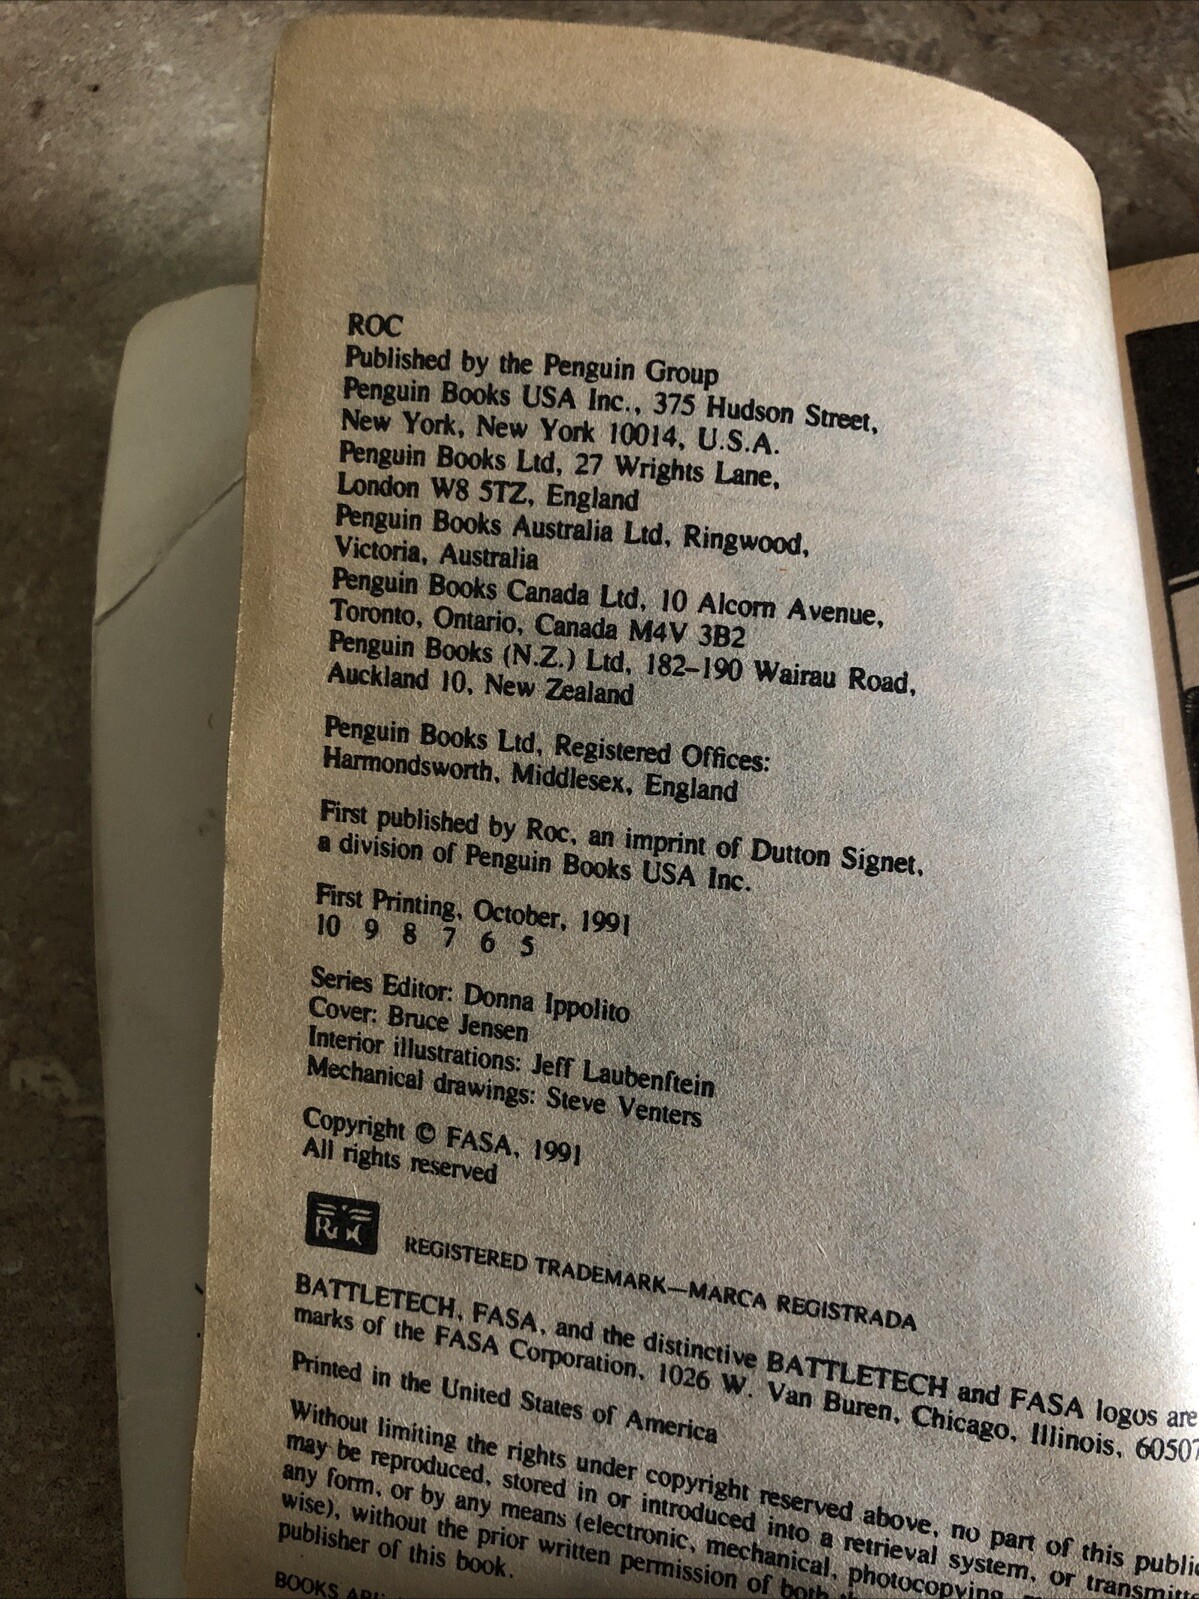 ROC
Published by the Penguin Group
Penguin Books USA Inc., 375 Hudson Street,
New York, New York 10014, U.S.A.
Penguin Books Ltd, 27 Wrights Lane,
London W8 5TZ, England
Penguin Books Australia Ltd, Ringwood,
Victoria, Australia
Penguin Books Canada Ltd, 10 Alcorn Avenue,
Toronto, Ontario, Canada M4V 3B2
Penguin Books (N.Z.) Ltd, 182–190 Wairau Road,
Auckland 10, New Zealand
Penguin Books Ltd, Registered Offices:
Harmondsworth, Middlesex, England
First published by Roc, an imprint of Dutton Signet,
a division of Penguin Books USA Inc.
First Printing, October, 1991
10 9 8 7 6 5
Series Editor: Donna Ippolito
Cover: Bruce Jensen
Interior illustrations: Jeff Laubenstein
Mechanical drawings: Steve Venters
Copyright © FASA, 1991
All rights reserved
ROC REGISTERED TRADEMARK—MARCA REGISTRADA
BATTLETECH, FASA, and the distinctive BATTLETECH and FASA logos are
marks of the FASA Corporation, 1026 W. Van Buren, Chicago, Illinois, 60507
Printed in the United States of America
Without limiting the rights under copyright reserved above, no part of this public
may be reproduced, stored in or introduced into a retrieval system, or transmitte
any form, or by any means (electronic, mechanical, photocopying,
wise), without the prior written permission of both
publisher of this book.
BOOKS